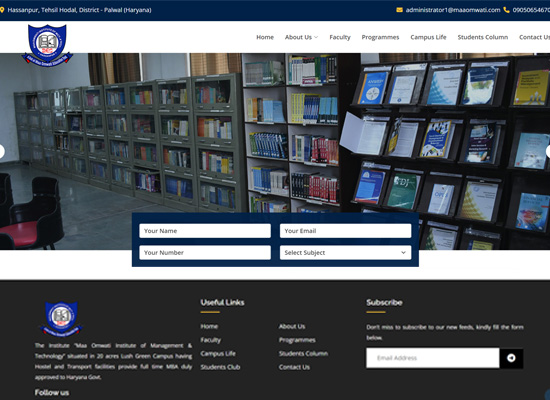 Hassanpur, Tehsil Hodal, District - Palwal (Haryana)
administrator1@maaomwati.com
0905065467
Home
About Us
Faculty
Programmes
Campus Life
Students Column
Contact Us
Your Name
Your Email
Your Number
Select Subject
The Institute "Maa Omwati Institute of Management &
Technology" situated in 20 acres Lush Green Campus having
Hostel and Transport facilities provide full time MBA duly
approved to Haryana Govt.
Follow us
Useful Links
Home
About Us
Faculty
Programmes
Campus Life
Students Column
Students Club
Contact Us
Subscribe
Don't miss to subscribe to our new feeds, kindly fill the form
below.
Email Address